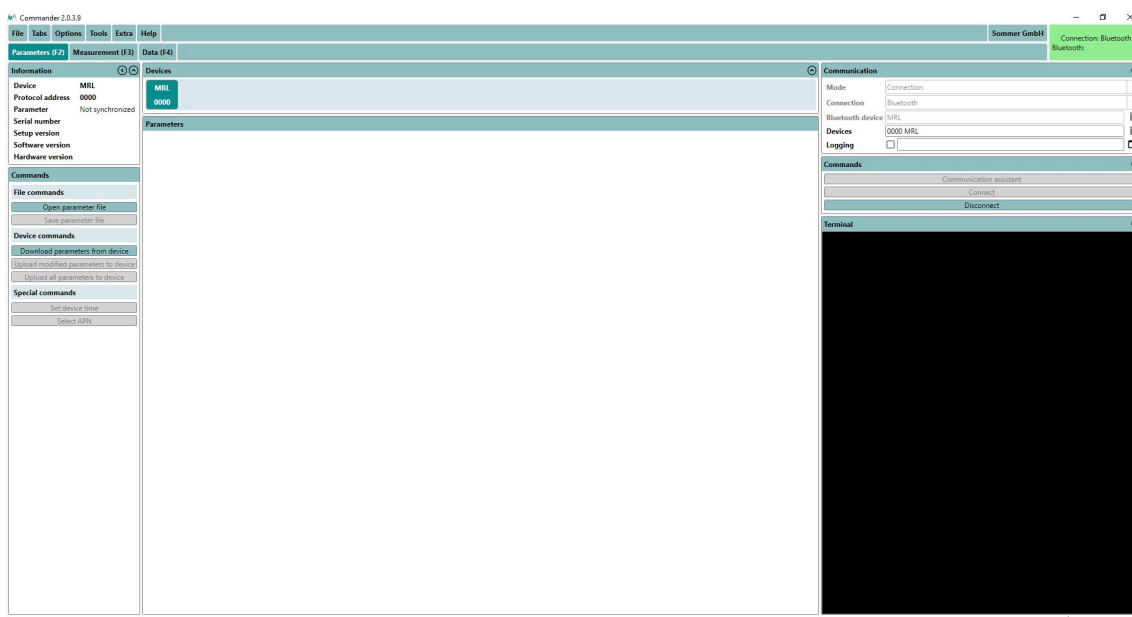 Commander 2.0.3.9
File Tabs Options Tools Extra Help
Sommer GmbH
Connection: Bluetooth
Bluetooth:
Parameters (F2) Measurement (F3) Data (F4)
Information
Device MRL
Protocol address 0000
Parameter Not synchronized
Serial number
Setup version
Software version
Hardware version
Commands
File commands
Open parameter file
Save parameter file
Device commands
Download parameters from device
Upload modified parameters to device
Upload all parameters to device
Special commands
Set device time
Select APN
Devices
MRL
0000
Parameters
Communication
Mode Connection
Connection Bluetooth
Bluetooth device MRL
Devices 0000 MRL
Logging
Commands
Communication assistant
Connect
Disconnect
Terminal